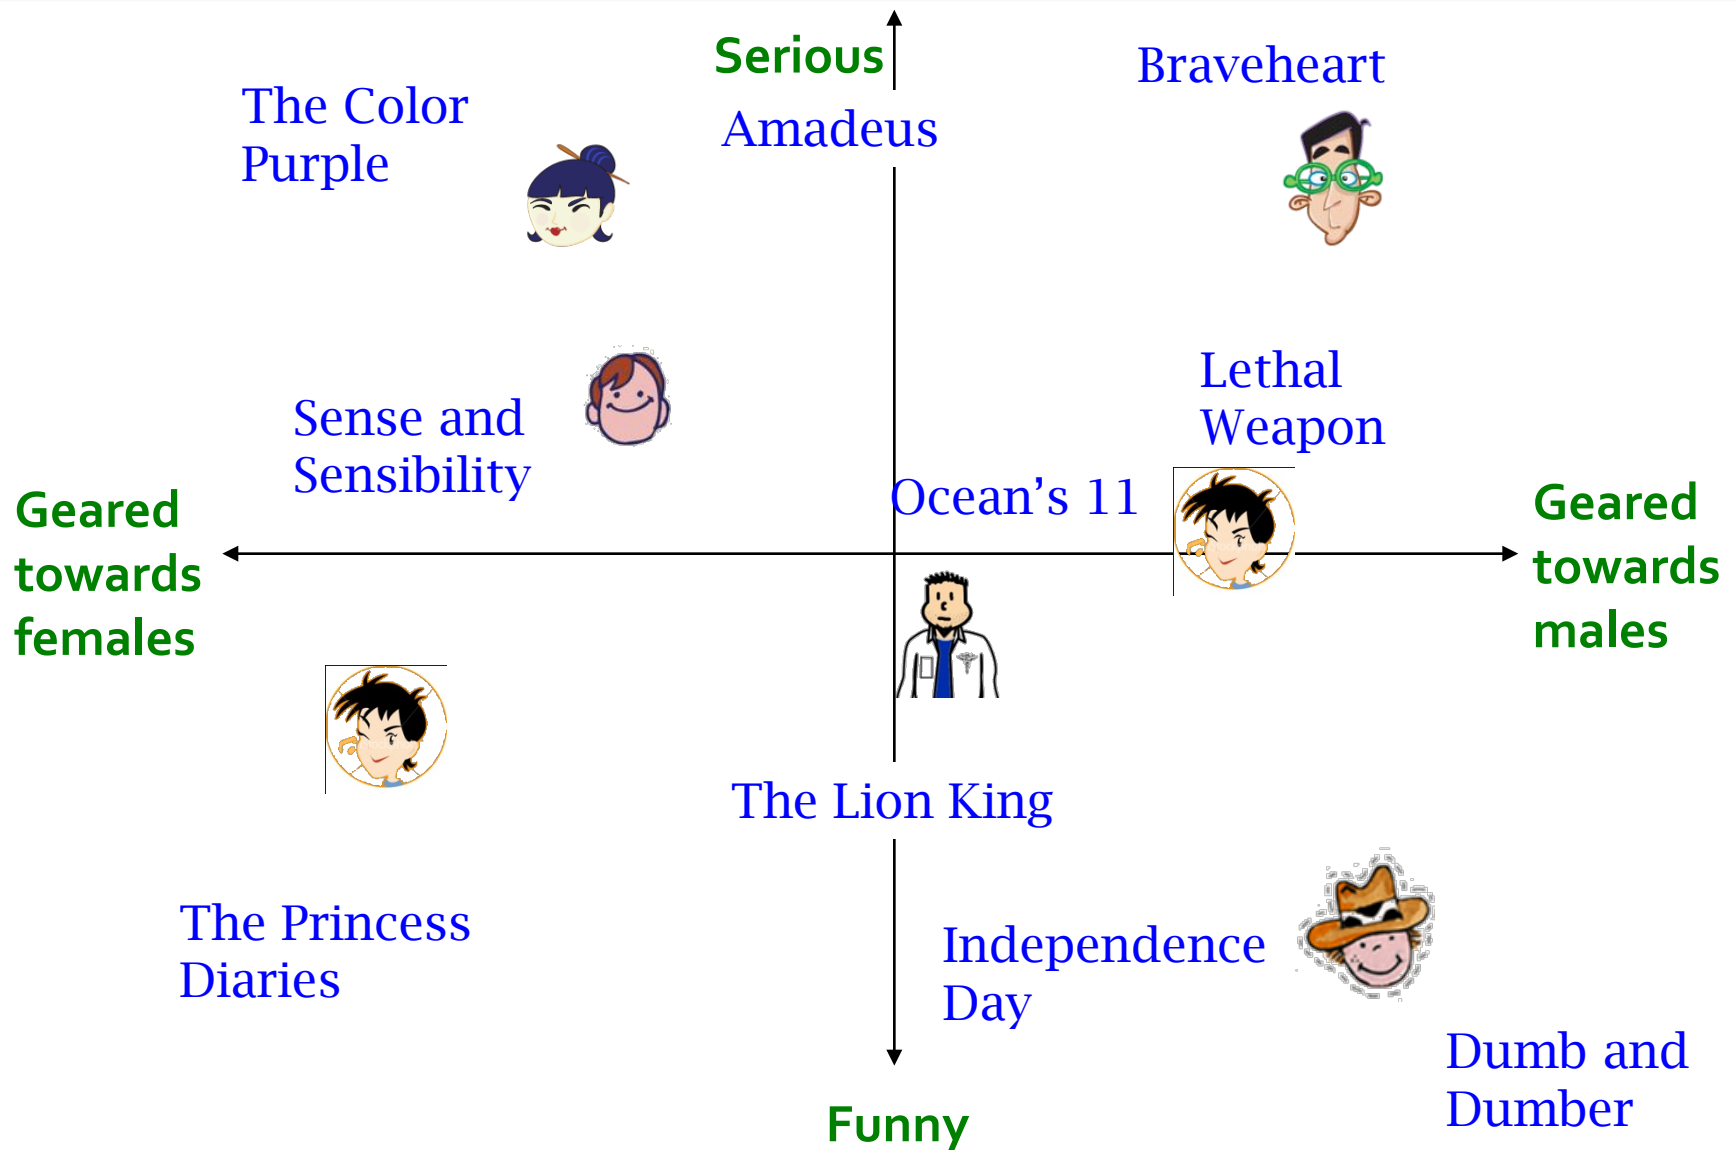 Serious
Braveheart
The Color
Purple
Amadeus
Lethal
Weapon
Sense and
Sensibility
Ocean’s 11
Geared
towards
females
Geared
towards
males
The Lion King
The Princess
Diaries
Independence
Day
Dumb and
Dumber
Funny